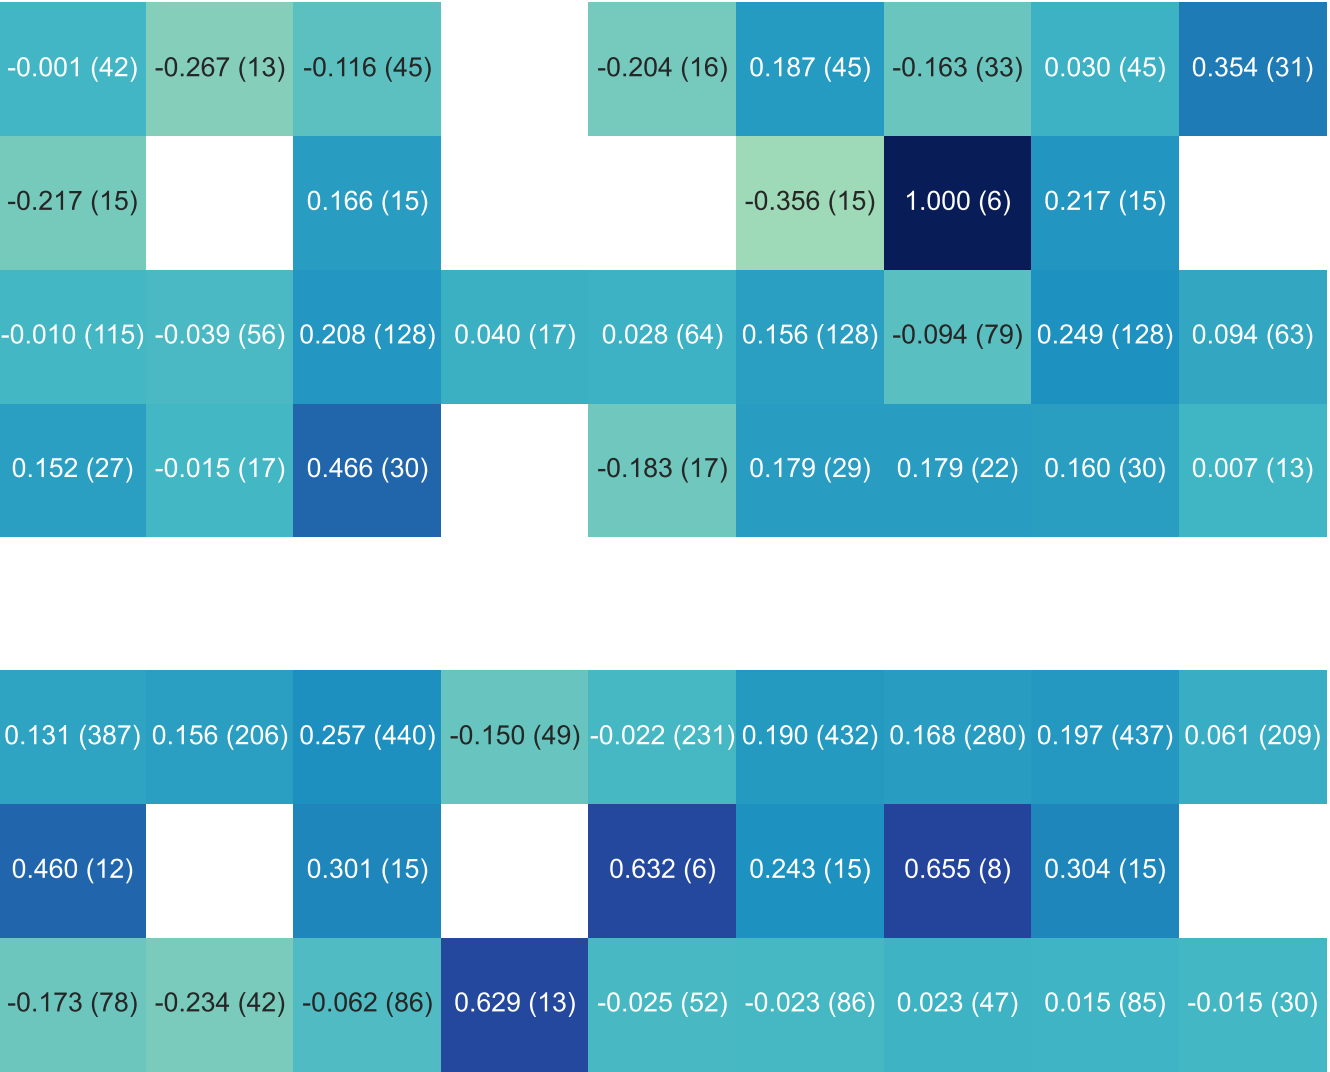 -0.001 (42) -0.267 (13) -0.116 (45) -0.204 (16) 0.187 (45) -0.163 (33) 0.030 (45) 0.354 (31)
-0.217 (15) 0.166 (15) -0.356 (15) 1.000 (6) 0.217 (15)
-0.010 (115) -0.039 (56) 0.208 (128) 0.040 (17) 0.028 (64) 0.156 (128) -0.094 (79) 0.249 (128) 0.094 (63)
0.152 (27) -0.015 (17) 0.466 (30) -0.183 (17) 0.179 (29) 0.179 (22) 0.160 (30) 0.007 (13)
0.131 (387) 0.156 (206) 0.257 (440) -0.150 (49) -0.022 (231) 0.190 (432) 0.168 (280) 0.197 (437) 0.061 (209)
0.460 (12) 0.301 (15) 0.632 (6) 0.243 (15) 0.655 (8) 0.304 (15)
-0.173 (78) -0.234 (42) -0.062 (86) 0.629 (13) -0.025 (52) -0.023 (86) 0.023 (47) 0.015 (85) -0.015 (30)